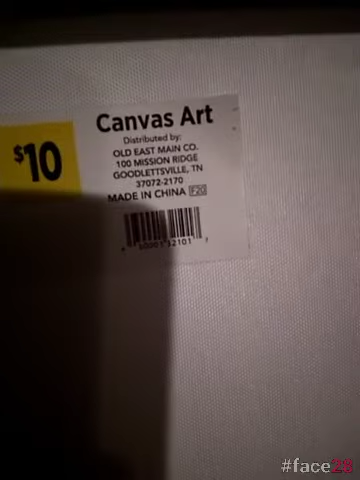 Canvas Art
Distributed by:
OLD EAST MAIN CO.
100 MISSION RIDGE
GOODLETTSVILLE, TN
37072-2170
MADE IN CHINA F20
$10
#face28